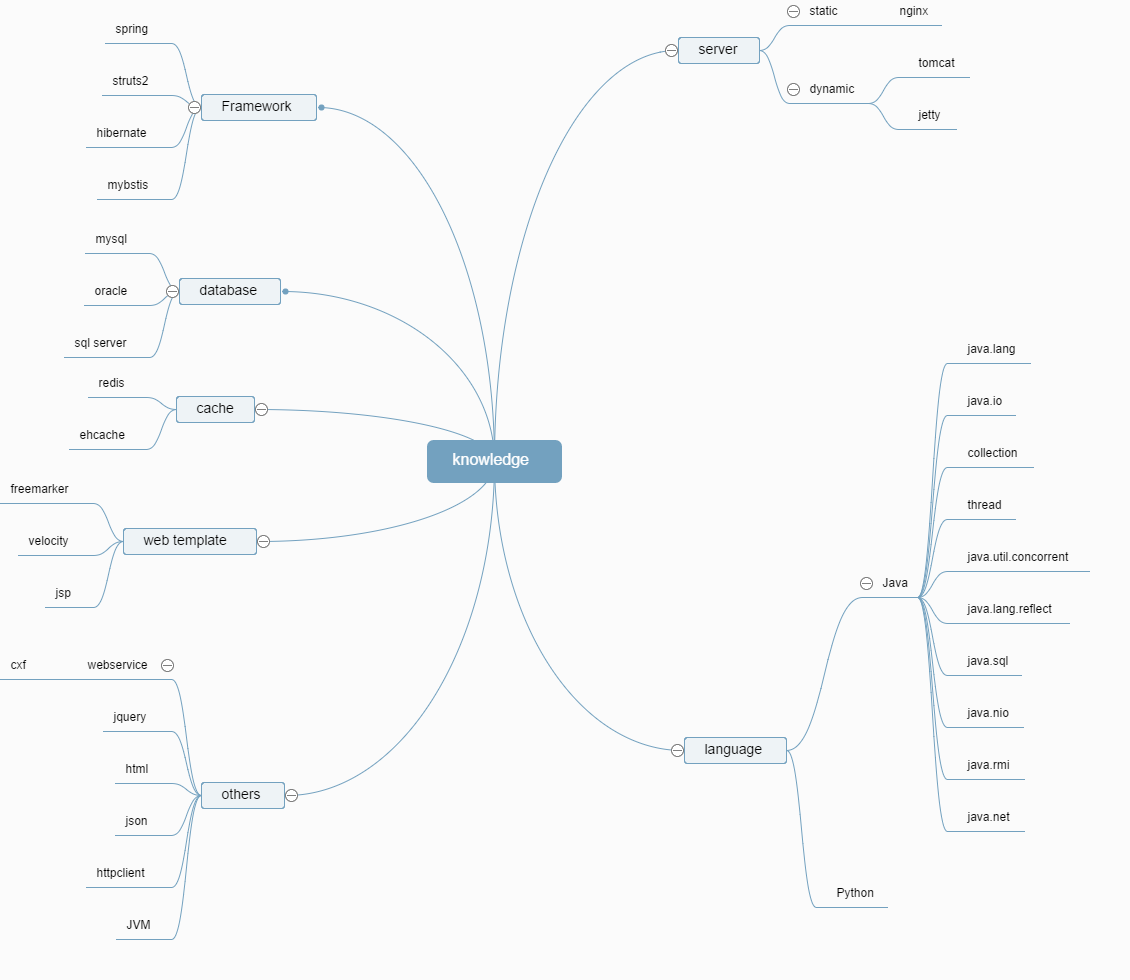 knowledge
server
static
nginx
dynamic
tomcat
jetty
language
Java
java.lang
java.io
collection
thread
java.util.concorrent
java.lang.reflect
java.sql
java.nio
java.rmi
java.net
Python
Framework
spring
struts2
hibernate
mybstis
database
mysql
oracle
sql server
cache
redis
ehcache
web template
freemarker
velocity
jsp
others
webservice
cxf
jquery
html
json
httpclient
JVM